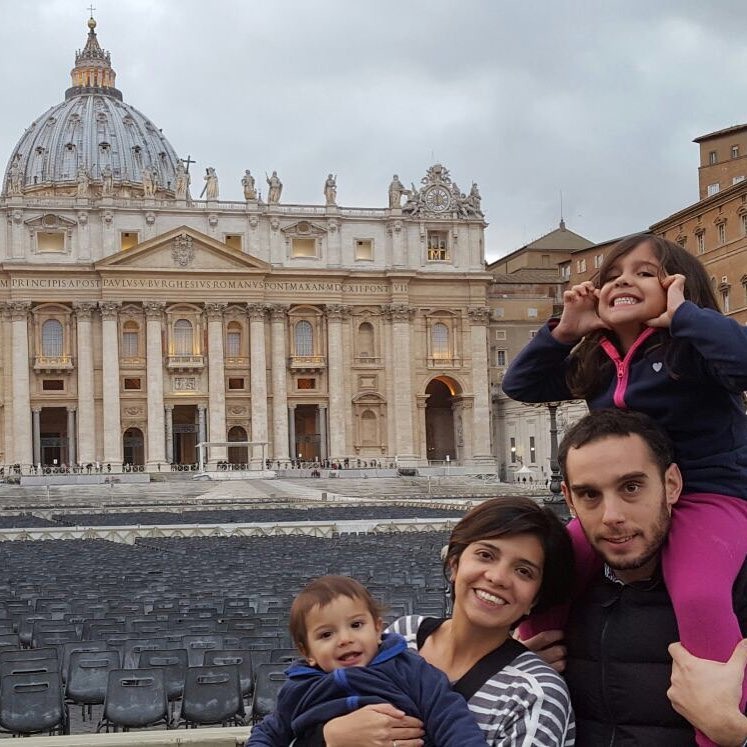 M PRINCIPIS APOST PAVLVS V BVRGHESIVS ROMANVS PONT MAX AN MDCXII PONT VII